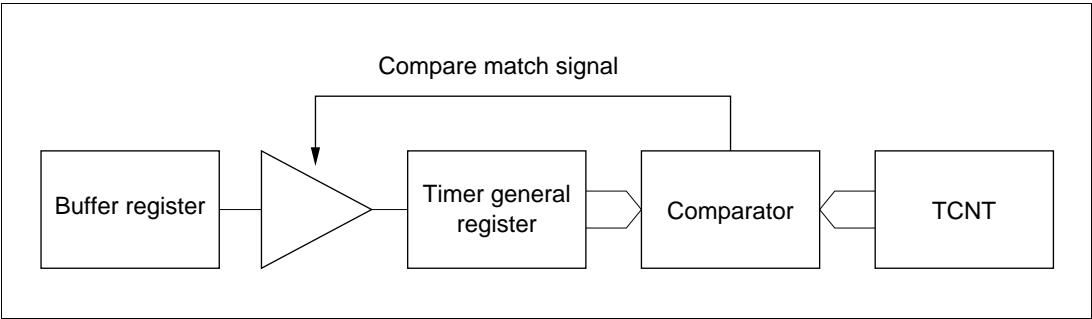 Compare match signal
Buffer register
Timer general
register
Comparator
TCNT